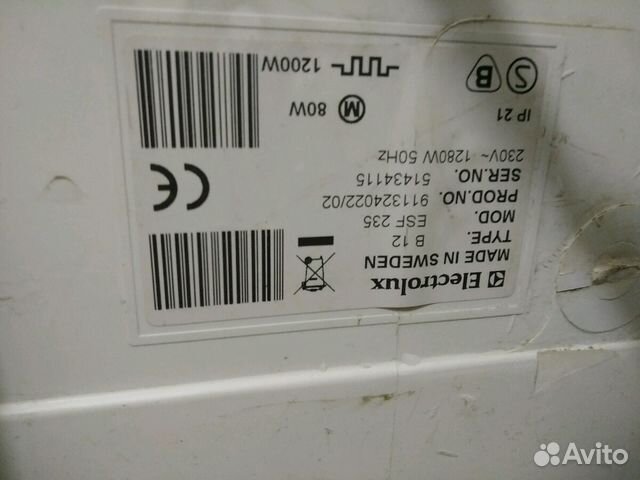 Electrolux
MADE IN SWEDEN
TYPE. B 12
MOD. ESF 235
PROD.NO. 911324022/02
SER.NO. 51434115
230V~ 1280W 50Hz
IP 21
M 80W
1200W
S B
CE
Avito